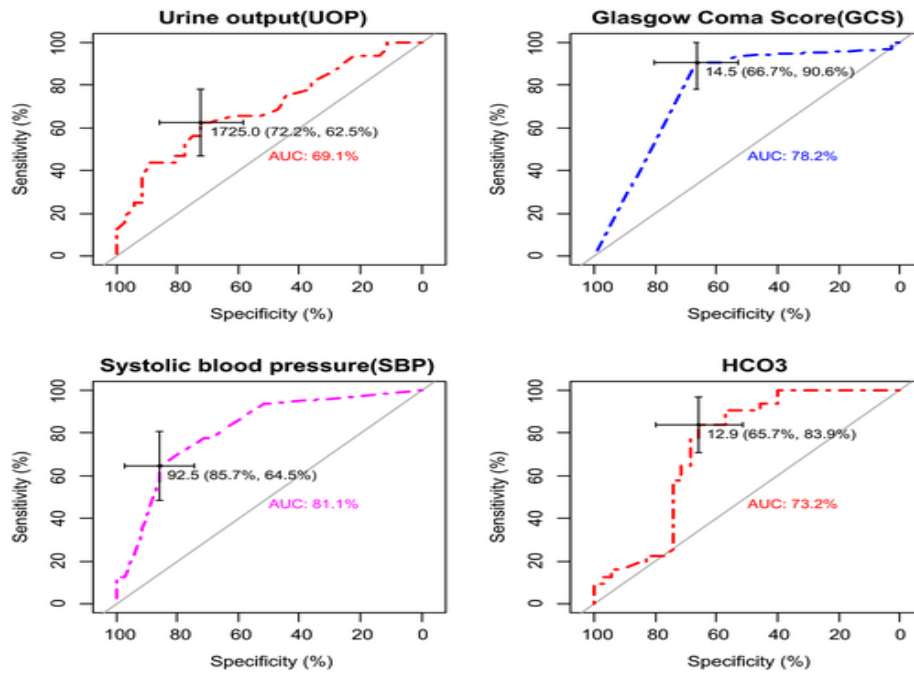 Urine output(UOP)
Sensitivity (%)
100
80
60
40
20
0
1725.0 (72.2%, 62.5%)
AUC: 69.1%
100 80 60 40 20 0
Specificity (%)
Glasgow Coma Score(GCS)
Sensitivity (%)
100
80
60
40
20
0
14.5 (66.7%, 90.6%)
AUC: 78.2%
100 80 60 40 20 0
Specificity (%)
Systolic blood pressure(SBP)
Sensitivity (%)
100
80
60
40
20
0
92.5 (85.7%, 64.5%)
AUC: 81.1%
100 80 60 40 20 0
Specificity (%)
HCO3
Sensitivity (%)
100
80
60
40
20
0
12.9 (65.7%, 83.9%)
AUC: 73.2%
100 80 60 40 20 0
Specificity (%)